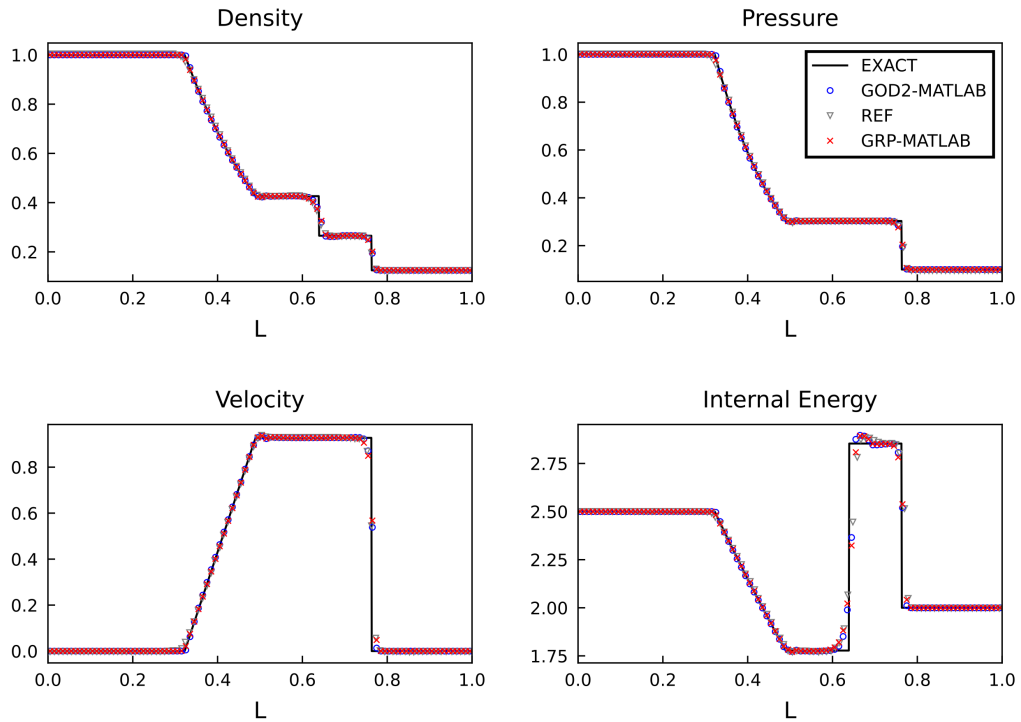 Density
1.0
0.8
0.6
0.4
0.2
0.0 0.2 0.4 0.6 0.8 1.0
L
Pressure
1.0
0.8
0.6
0.4
0.2
0.0 0.2 0.4 0.6 0.8 1.0
L
EXACT
GOD2-MATLAB
REF
GRP-MATLAB
Velocity
0.8
0.6
0.4
0.2
0.0
0.0 0.2 0.4 0.6 0.8 1.0
L
Internal Energy
2.75
2.50
2.25
2.00
1.75
0.0 0.2 0.4 0.6 0.8 1.0
L